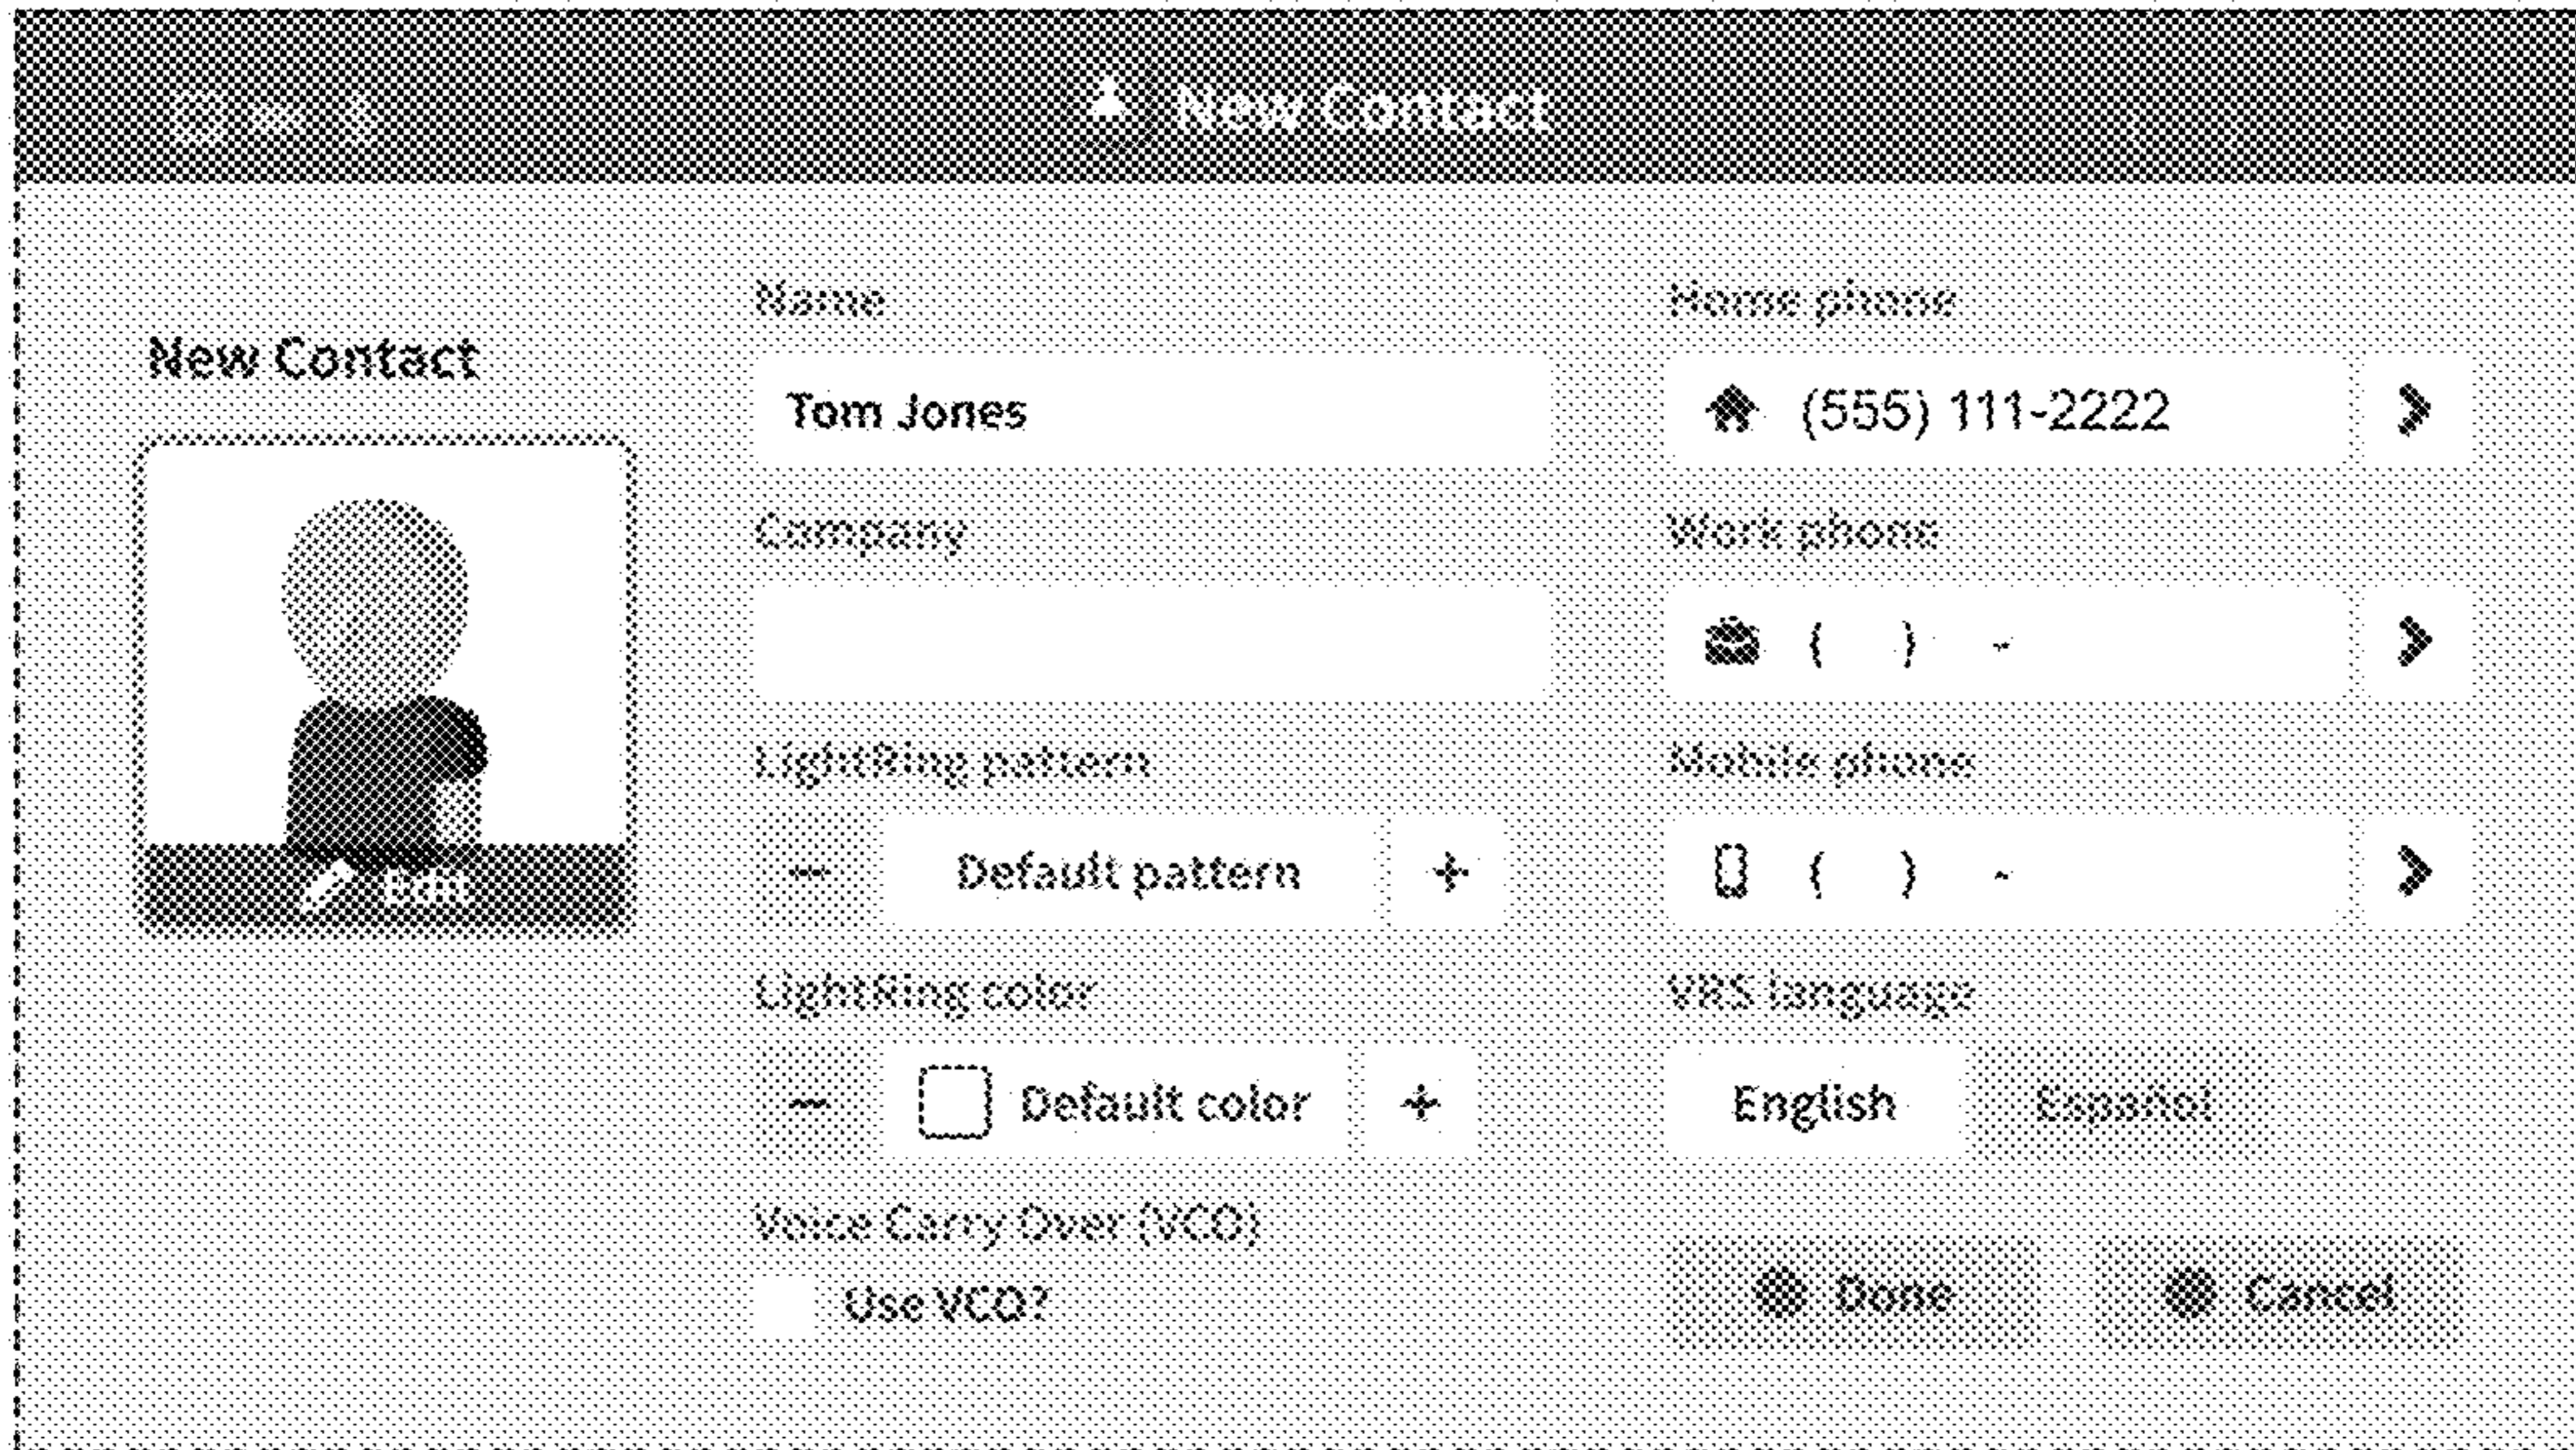 New Contact
New Contact
Edit
Name
Tom Jones
Company
LightRing pattern
− Default pattern +
LightRing color
− Default color +
Voice Carry Over (VCO)
Use VCO?
Home phone
(555) 111-2222
Work phone
( ) -
Mobile phone
( ) -
VRS language
English Español
Done Cancel